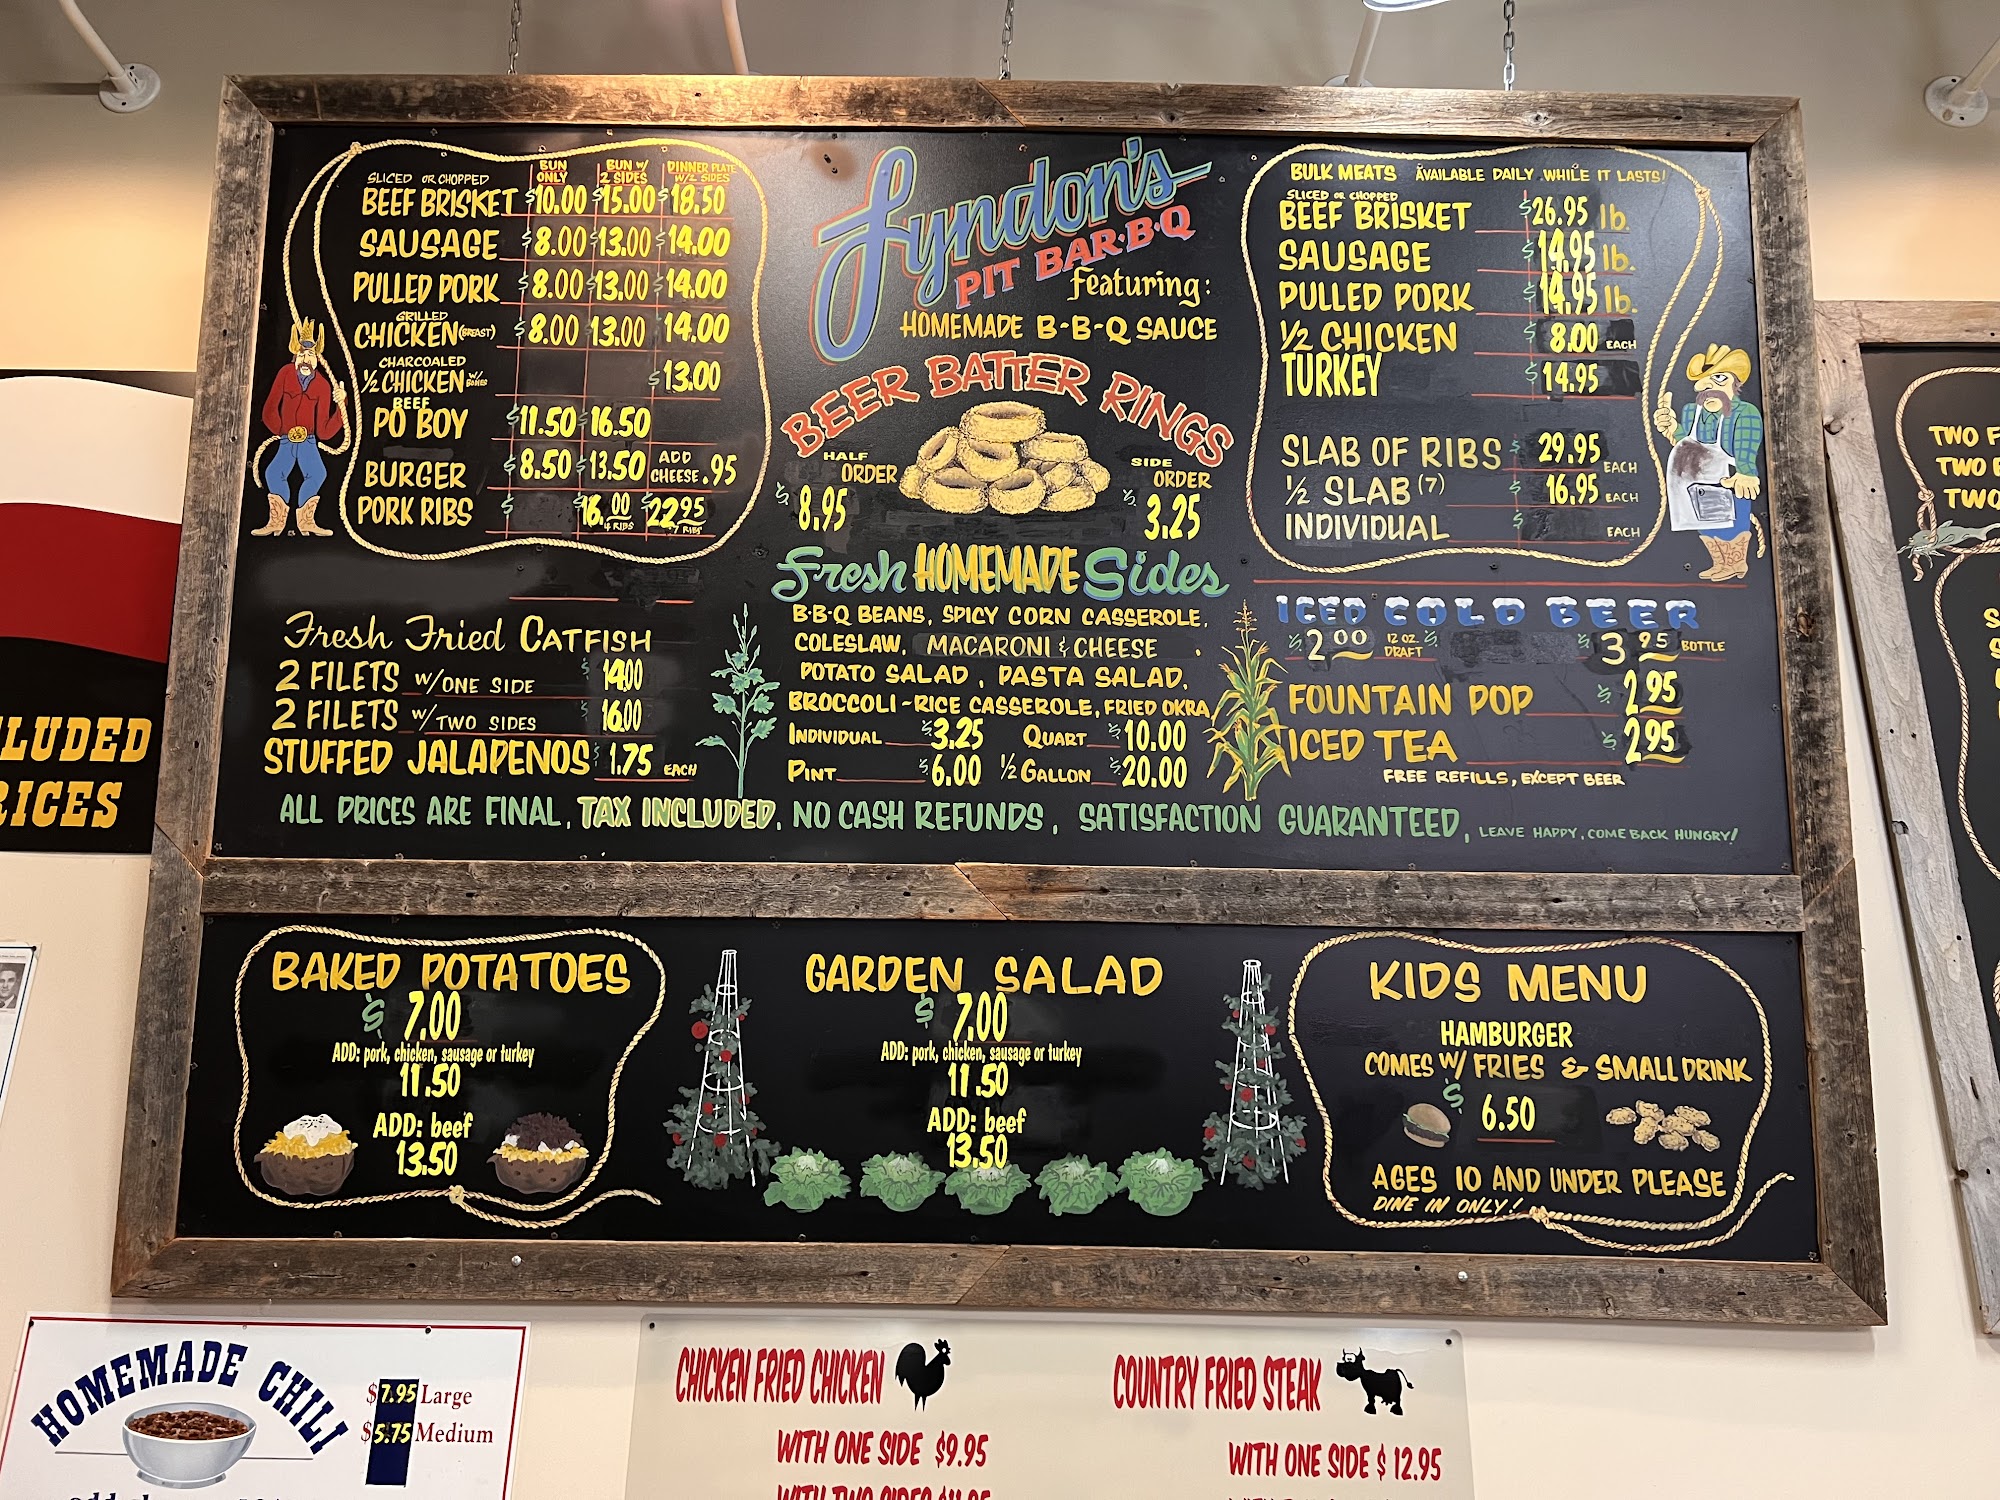 BUN ONLY BUN W/ 2 SIDES DINNER PLATE W/2 SIDES
SLICED OR CHOPPED
BEEF BRISKET $10.00 $15.00 $18.50
SAUSAGE $8.00 $13.00 $14.00
PULLED PORK $8.00 $13.00 $14.00
GRILLED
CHICKEN (BREAST) $8.00 13.00 14.00
CHARCOALED
1/2 CHICKEN W/ BONES $13.00
BEEF
PO BOY $11.50 $16.50
BURGER $8.50 $13.50 ADD CHEESE .95
PORK RIBS $ $16.00 4 RIBS $22.95 7 RIBS
Fresh Fried CATFISH
2 FILETS W/ONE SIDE $14.00
2 FILETS W/TWO SIDES $16.00
STUFFED JALAPENOS $1.75 EACH
Lyndon's
PIT BAR·B·Q
Featuring:
HOMEMADE B-B-Q SAUCE
BEER BATTER RINGS
HALF ORDER
$8.95
SIDE ORDER
$3.25
Fresh HOMEMADE Sides
B·B·Q BEANS, SPICY CORN CASSEROLE,
COLESLAW, MACARONI & CHEESE
POTATO SALAD, PASTA SALAD,
BROCCOLI-RICE CASSEROLE, FRIED OKRA
INDIVIDUAL $3.25 QUART $10.00
PINT $6.00 1/2 GALLON $20.00
BULK MEATS AVAILABLE DAILY WHILE IT LASTS!
SLICED OR CHOPPED
BEEF BRISKET $26.95 lb.
SAUSAGE $14.95 lb.
PULLED PORK $14.95 lb.
1/2 CHICKEN $8.00 EACH
TURKEY $14.95
SLAB OF RIBS $29.95 EACH
1/2 SLAB (7) $16.95 EACH
INDIVIDUAL $ EACH
ICED COLD BEER
$2.00 12 OZ. DRAFT $ $3.95 BOTTLE
FOUNTAIN POP $2.95
ICED TEA $2.95
FREE REFILLS, EXCEPT BEER
ALL PRICES ARE FINAL, TAX INCLUDED, NO CASH REFUNDS, SATISFACTION GUARANTEED, LEAVE HAPPY, COME BACK HUNGRY!
BAKED POTATOES
$7.00
ADD: pork, chicken, sausage or turkey
11.50
ADD: beef
13.50
GARDEN SALAD
$7.00
ADD: pork, chicken, sausage or turkey
11.50
ADD: beef
13.50
KIDS MENU
HAMBURGER
COMES W/ FRIES & SMALL DRINK
$6.50
AGES 10 AND UNDER PLEASE
DINE IN ONLY!
LUDED
RICES
TWO F
TWO
TWO
HOMEMADE CHILI
$7.95 Large
$5.75 Medium
CHICKEN FRIED CHICKEN
WITH ONE SIDE $9.95
COUNTRY FRIED STEAK
WITH ONE SIDE $12.95